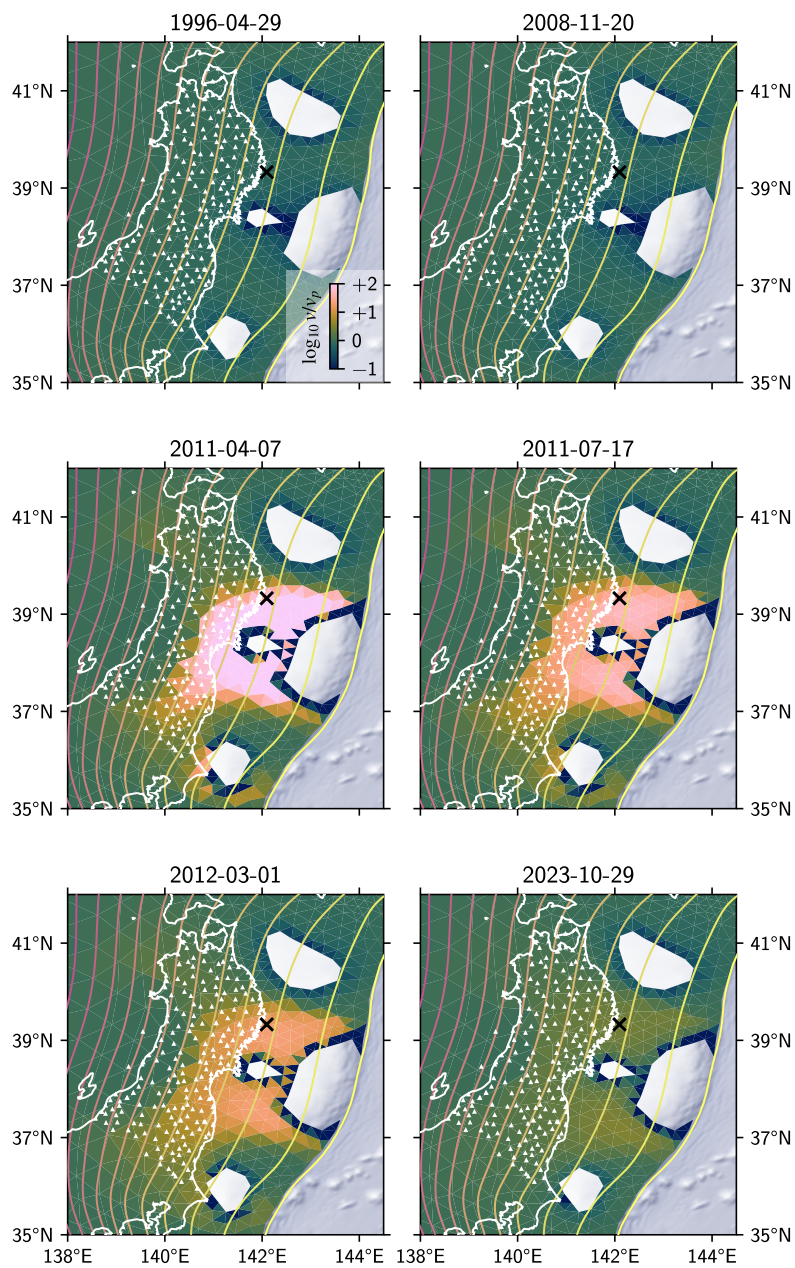 1996-04-29
2008-11-20
41°N
41°N
39°N
39°N
37°N
37°N
35°N
35°N
log₁₀ v/vₚ
+2
+1
0
−1
2011-04-07
2011-07-17
41°N
41°N
39°N
39°N
37°N
37°N
35°N
35°N
2012-03-01
2023-10-29
41°N
41°N
39°N
39°N
37°N
37°N
35°N
35°N
138°E 140°E 142°E 144°E 138°E 140°E 142°E 144°E